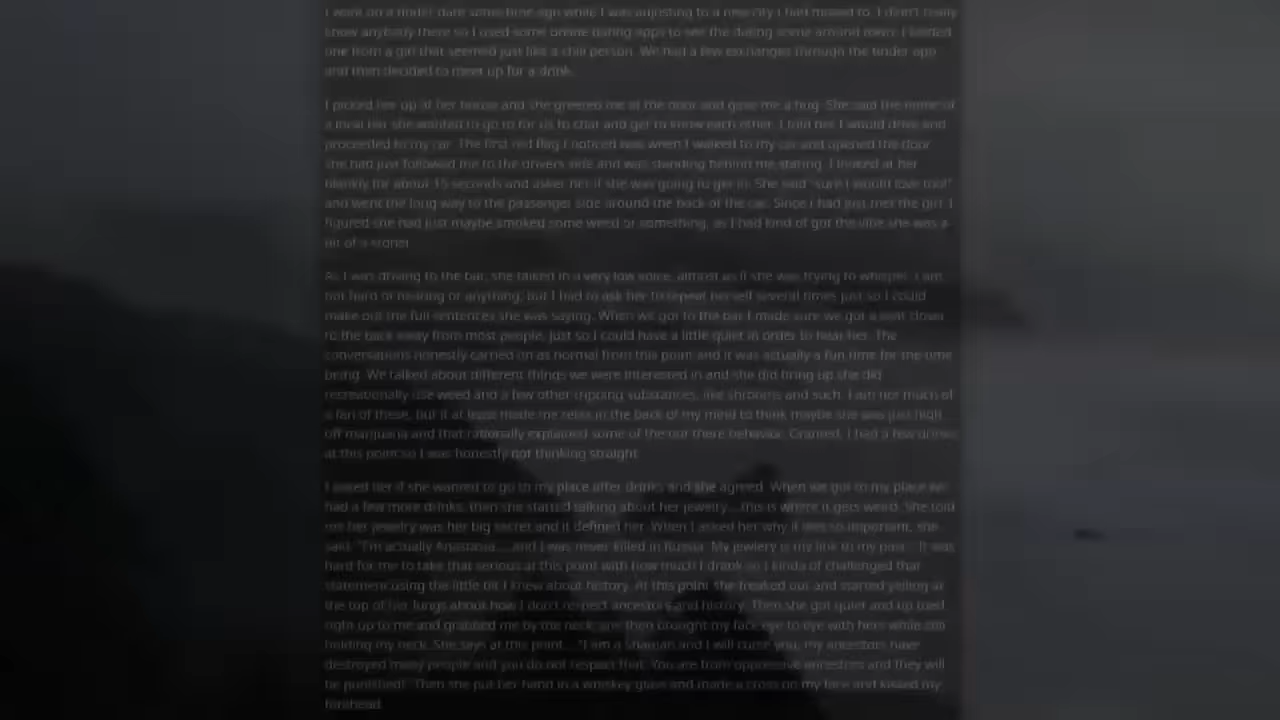 I went on a tinder date some time ago while I was adjusting to a new city I had moved to. I didn't really
know anybody there so I used some online dating apps to see the dating scene around town. I landed
one from a girl that seemed just like a chill person. We had a few exchanges through the tinder app
and then decided to meet up for a drink.
I picked her up at her house and she greeted me at the door and gave me a hug. She said the name of
a local bar she wanted to go to for us to chat and get to know each other. I told her I would drive and
proceeded to my car. The first red flag I noticed was when I walked to my car and opened the door
she had just followed me to the drivers side and was standing behind me staring. I looked at her
blankly for about 15 seconds and asked her if she was going to get in. She said "sure I would love too!"
and went the long way to the passenger side around the back of the car. Since I had just met the girl, I
figured she had just maybe smoked some weed or something, as I had kind of got the vibe she was a
bit of a stoner.
As I was driving to the bar, she talked in a very low voice, almost as if she was trying to whisper. I am
not hard of hearing or anything, but I had to ask her to repeat herself several times just so I could
make out the full sentences she was saying. When we got to the bar I made sure we got a seat closer
to the back away from most people, just so I could have a little quiet in order to hear her. The
conversations honestly carried on as normal from this point and it was actually a fun time for the time
being. We talked about different things we were interested in and she did bring up she did
recreationally use weed and a few other tripping substances, like shrooms and such. I am not much of
a fan of these, but it at least made me relax in the back of my mind to think maybe she was just high
off marijuana and that rationally explained some of the out there behavior. Granted, I had a few drinks
at this point so I was honestly not thinking straight.
I asked her if she wanted to go to my place after drinks and she agreed. When we got to my place we
had a few more drinks, then she started talking about her jewelry....this is where it gets weird. She told
me her jewelry was her big secret and it defined her. When I asked her why it was so important, she
said, "I'm actually Anastasia.....and I was never killed in Russia. My jewlery is my link to my past." It was
hard for me to take that serious at this point with how much I drank so I kinda of challenged that
statement using the little bit I knew about history. At this point she freaked out and started yelling at
the top of her lungs about how I don't respect ancestors and history. Then she got quiet and
right up to me and grabbed me by the neck and then brought my face eye to eye with hers while still
holding my neck. She says at this point... "I am a shaman and I will curse you, my ancestors have
destroyed many people and you do not respect that. You are from oppressive ancestors and they will
be punished!" Then she put her hand in a whiskey glass and made a cross on my face and kissed my
forehead.